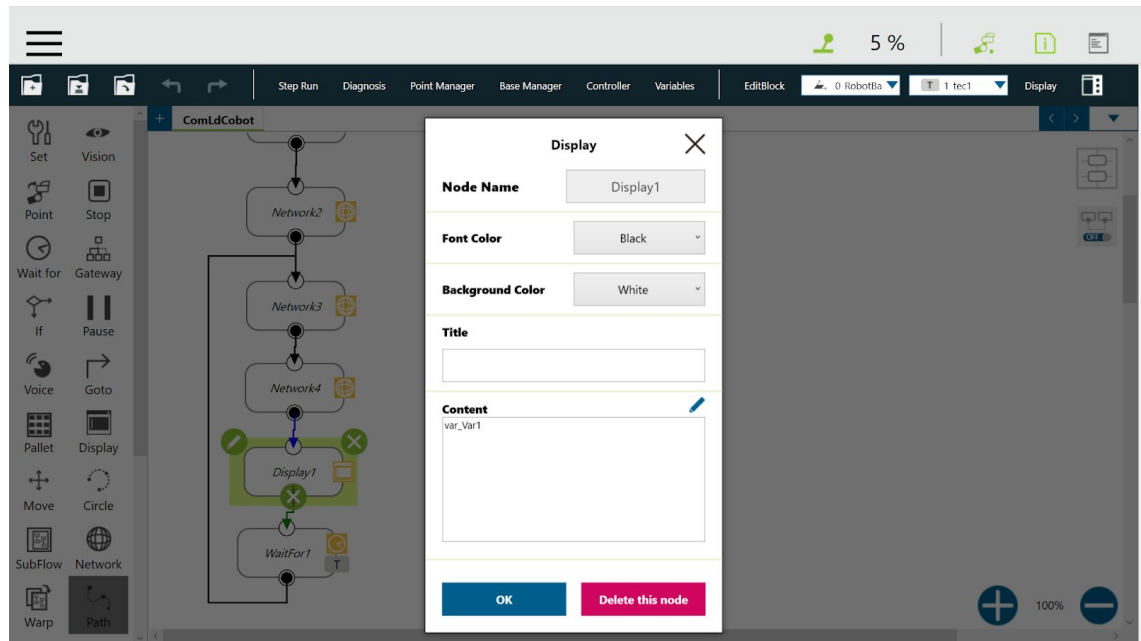 5 %
Step Run Diagnosis Point Manager Base Manager Controller Variables EditBlock 0 RobotBa T 1 tec1 Display
ComLdCobot
Set Vision
Point Stop
Wait for Gateway
If Pause
Voice Goto
Pallet Display
Move Circle
SubFlow Network
Warp Path
Network2
Network3
Network4
Display1
WaitFor1
T
Display
Node Name Display1
Font Color Black
Background Color White
Title
Content
var_Var1
OK Delete this node
OFF
100%